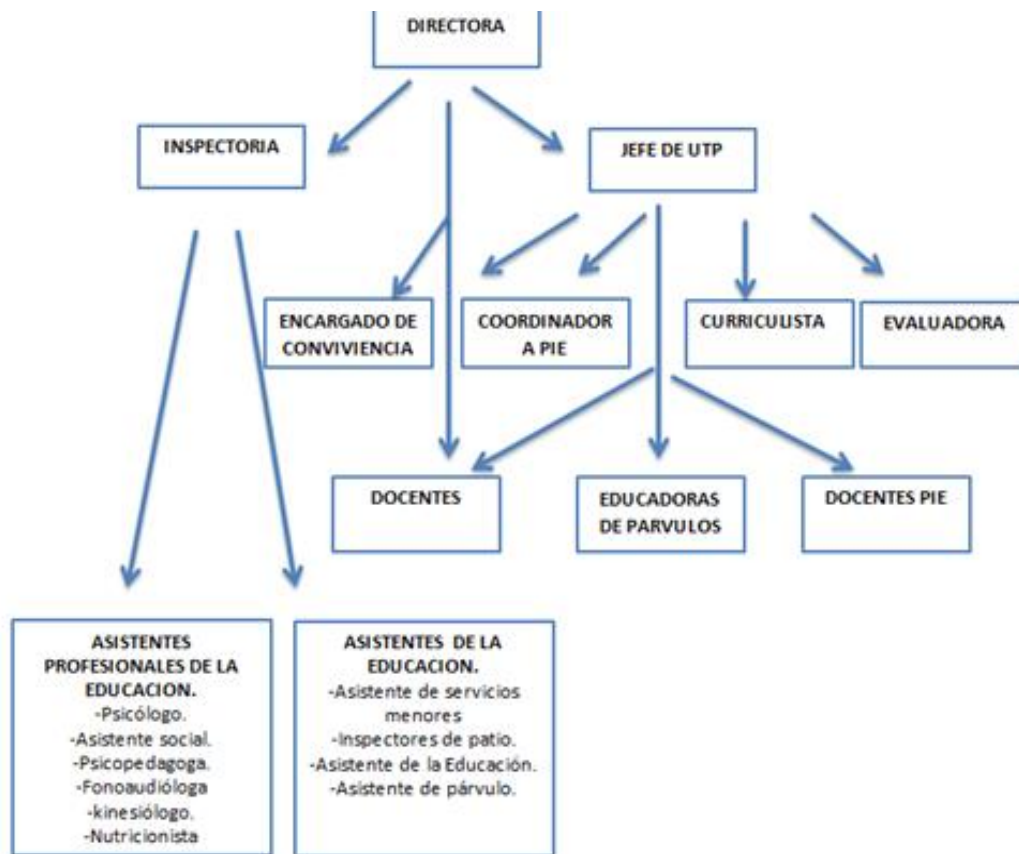 DIRECTORA
INSPECTORIA
JEFE DE UTP
ENCARGADO DE
CONVIVIENCIA
COORDINADOR
A PIE
CURRICULISTA
EVALUADORA
DOCENTES
EDUCADORAS
DE PARVULOS
DOCENTES PIE
ASISTENTES
PROFESIONALES DE LA
EDUCACION.
-Psicólogo.
-Asistente social.
-Psicopedagoga.
-Fonoaudióloga
-kinesiólogo.
-Nutricionista
ASISTENTES DE LA
EDUCACION.
-Asistente de servicios
menores
-Inspectores de patio.
-Asistente de la Educación.
-Asistente de párvulo.